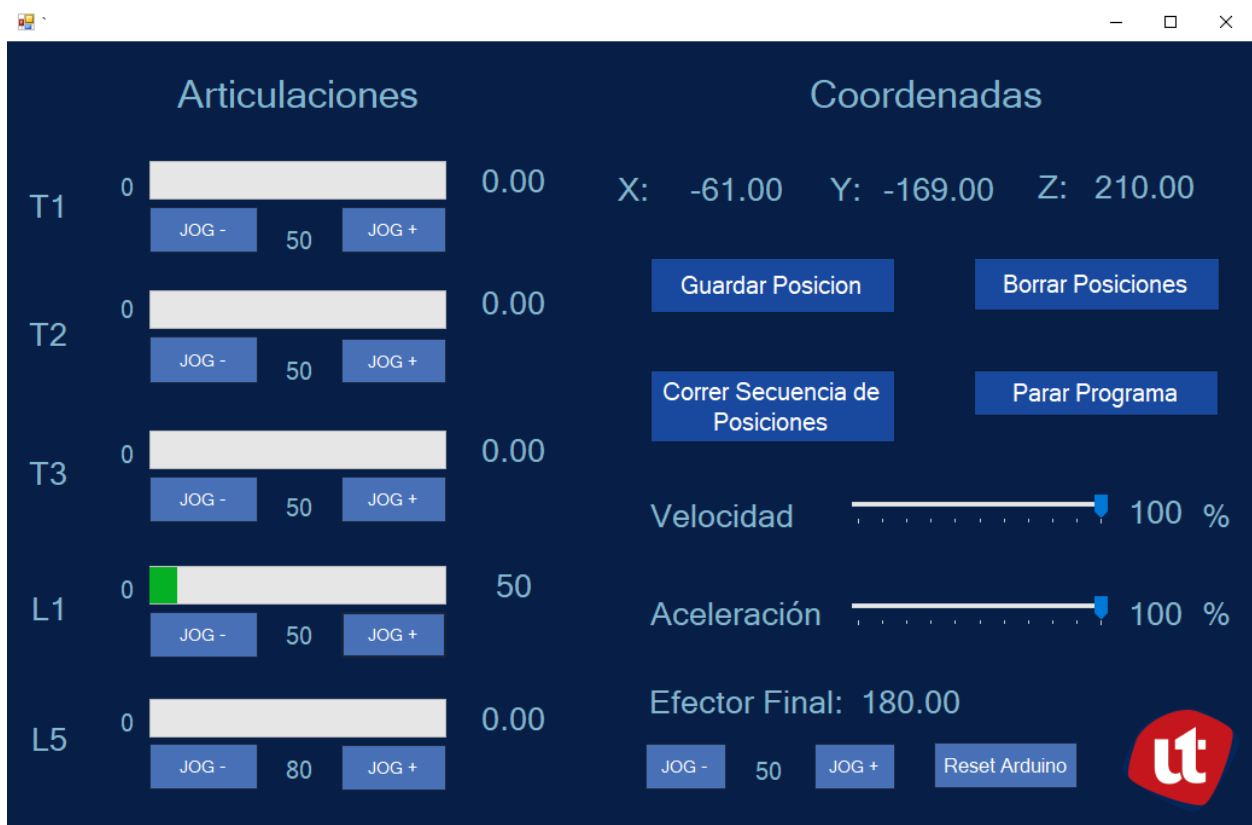 `
Articulaciones
T1
0
0.00
JOG -
50
JOG +
T2
0
0.00
JOG -
50
JOG +
T3
0
0.00
JOG -
50
JOG +
L1
0
50
JOG -
50
JOG +
L5
0
0.00
JOG -
80
JOG +
Coordenadas
X: -61.00 Y: -169.00 Z: 210.00
Guardar Posicion
Borrar Posiciones
Correr Secuencia de
Posiciones
Parar Programa
Velocidad 100 %
Aceleración 100 %
Efector Final: 180.00
JOG -
50
JOG +
Reset Arduino
ut